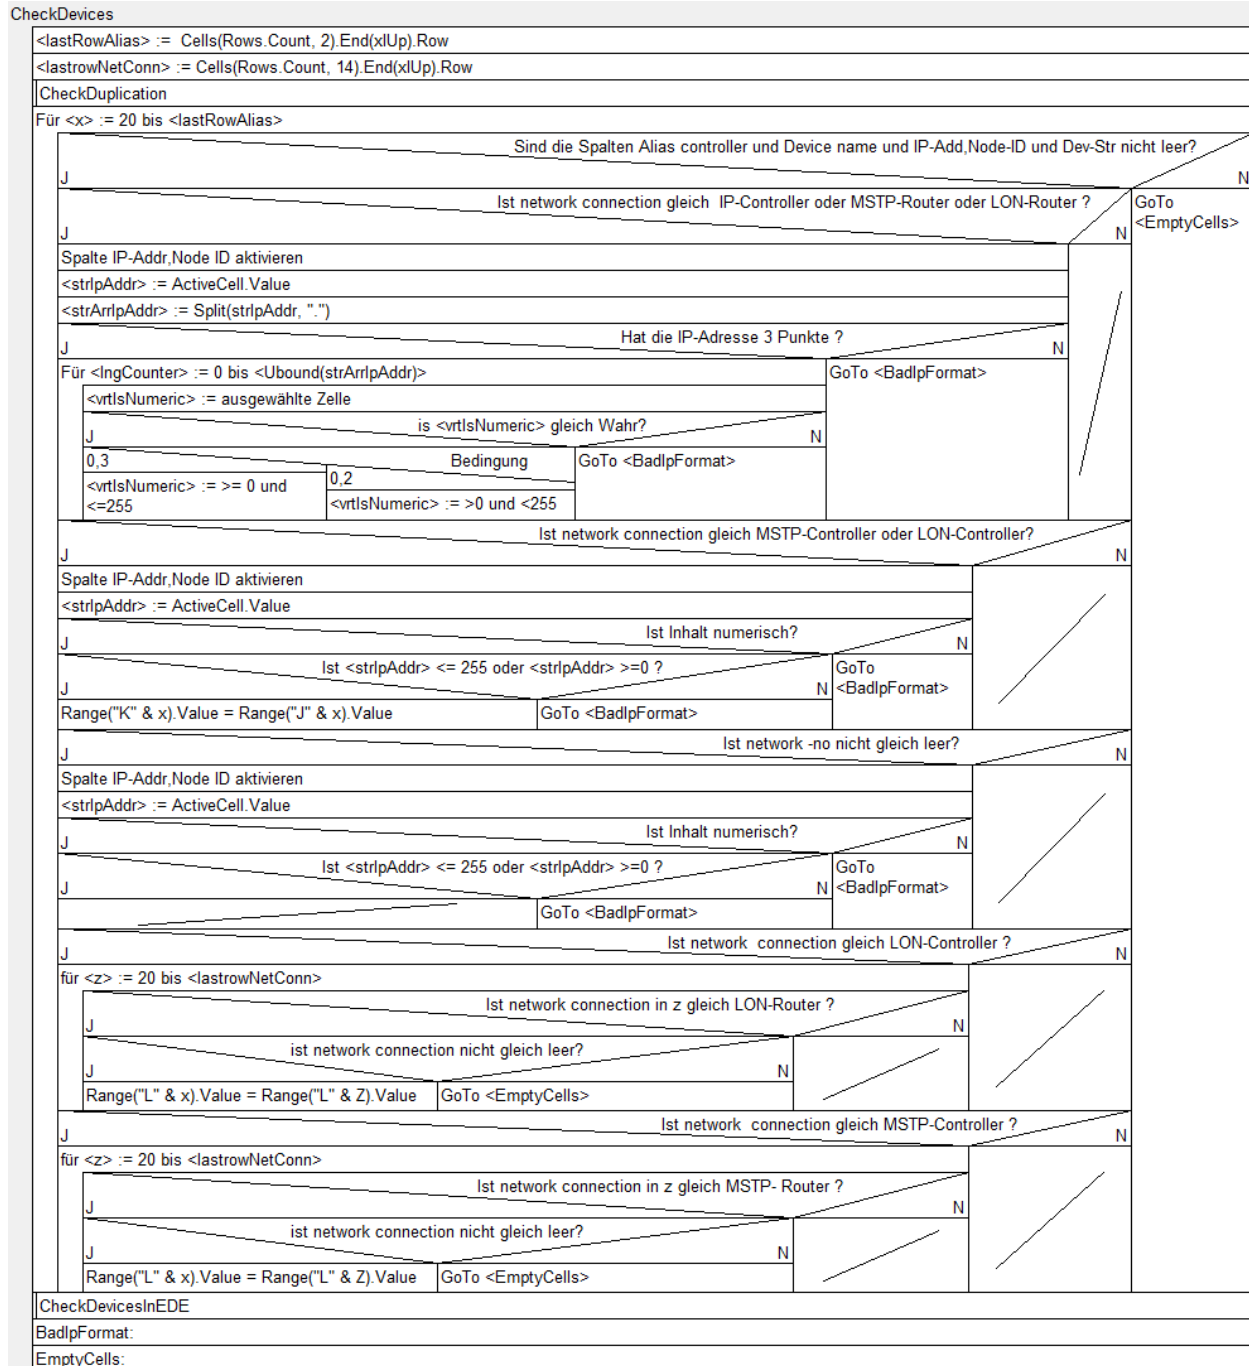 CheckDevices
<lastRowAlias> := Cells(Rows.Count, 2).End(xlUp).Row
<lastrowNetConn> := Cells(Rows.Count, 14).End(xlUp).Row
CheckDuplication
Für <x> := 20 bis <lastRowAlias>
Sind die Spalten Alias controller und Device name und IP-Add,Node-ID und Dev-Str nicht leer?
J
N
Ist network connection gleich IP-Controller oder MSTP-Router oder LON-Router ?
J
N
GoTo
<EmptyCells>
Spalte IP-Addr,Node ID aktivieren
<strIpAddr> := ActiveCell.Value
<strArrIpAddr> := Split(strIpAddr, ".")
Hat die IP-Adresse 3 Punkte ?
J
N
Für <lngCounter> := 0 bis <Ubound(strArrIpAddr)>
GoTo <BadIpFormat>
<vrtIsNumeric> := ausgewählte Zelle
is <vrtIsNumeric> gleich Wahr?
J
N
0,3
Bedingung
GoTo <BadIpFormat>
0,2
<vrtIsNumeric> := >= 0 und
<=255
<vrtIsNumeric> := >0 und <255
Ist network connection gleich MSTP-Controller oder LON-Controller?
J
N
Spalte IP-Addr,Node ID aktivieren
<strIpAddr> := ActiveCell.Value
Ist Inhalt numerisch?
J
N
Ist <strIpAddr> <= 255 oder <strIpAddr> >=0 ?
J
N
GoTo
<BadIpFormat>
Range("K" & x).Value = Range("J" & x).Value
GoTo <BadIpFormat>
Ist network -no nicht gleich leer?
J
N
Spalte IP-Addr,Node ID aktivieren
<strIpAddr> := ActiveCell.Value
Ist Inhalt numerisch?
J
N
Ist <strIpAddr> <= 255 oder <strIpAddr> >=0 ?
J
N
GoTo
<BadIpFormat>
GoTo <BadIpFormat>
Ist network connection gleich LON-Controller ?
J
N
für <z> := 20 bis <lastrowNetConn>
Ist network connection in z gleich LON-Router ?
J
N
ist network connection nicht gleich leer?
J
N
Range("L" & x).Value = Range("L" & Z).Value
GoTo <EmptyCells>
Ist network connection gleich MSTP-Controller ?
J
N
für <z> := 20 bis <lastrowNetConn>
Ist network connection in z gleich MSTP- Router ?
J
N
ist network connection nicht gleich leer?
J
N
Range("L" & x).Value = Range("L" & Z).Value
GoTo <EmptyCells>
CheckDevicesInEDE
BadIpFormat:
EmptyCells: